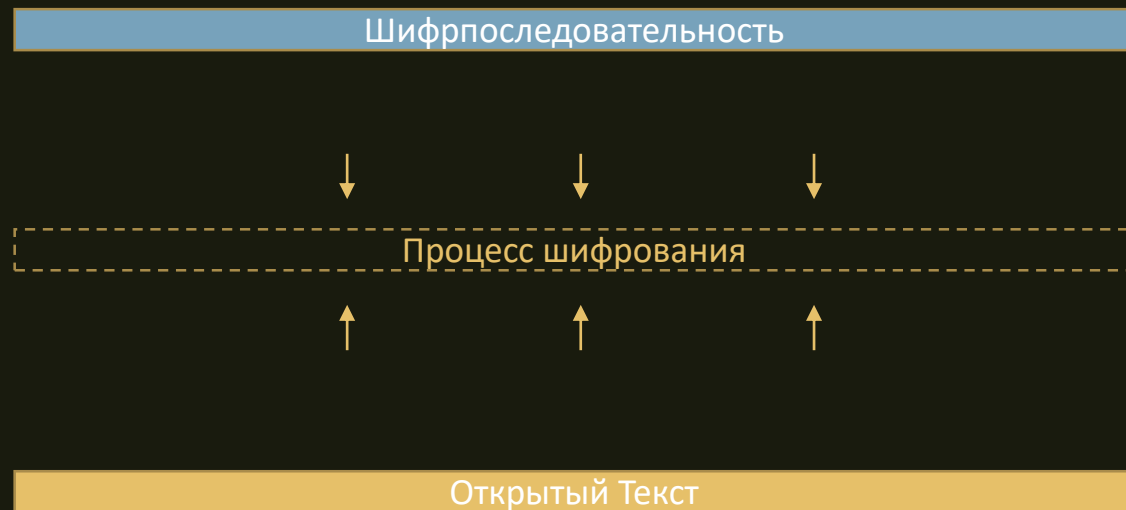 Шифрпоследовательность
Процесс шифрования
Открытый Текст